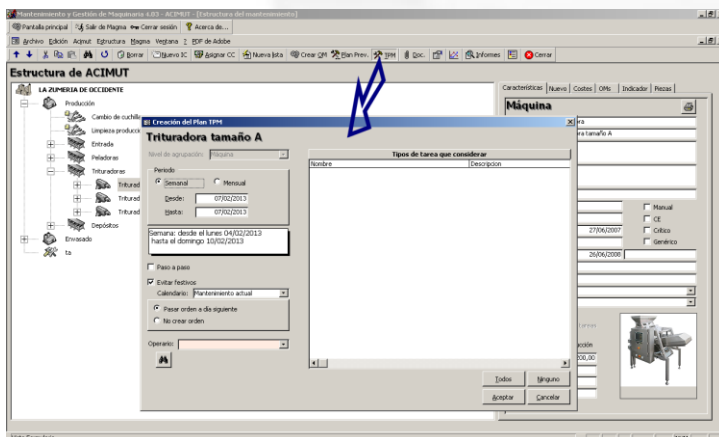 Mantenimiento y Gestión de Maquinaria 4.03 - ACIMUT - [Estructura del mantenimiento]
Pantalla principal Salir de Magma Cerrar sesión Acerca de...
Archivo Edición Acimut Estructura Magma Ventana ? PDF de Adobe
Borrar Nuevo IC Asignar CC Nueva lista Crear OM Plan Prev. TPM Doc. Informes Cerrar
Estructura de ACIMUT
LA ZUMERIA DE OCCIDENTE
Producción
Cambio de cuchilla
Limpieza producci
Entrada
Peladoras
Trituradoras
Triturad
Triturad
Triturad
Depósitos
Envasado
ta
Características Nuevo Costes OMs Indicador Piezas
Máquina
ra
ra tamaño A
Manual
CE
27/06/2007
Crítico
Genérico
26/06/2008
tareas
cción
00,00
Creación del Plan TPM
Trituradora tamaño A
Nivel de agrupación: Máquina
Periodo
Semanal Mensual
Desde: 07/02/2013
Hasta: 07/02/2013
Semana: desde el lunes 04/02/2013
hasta el domingo 10/02/2013
Paso a paso
Evitar festivos
Calendario: Mantenimiento actual
Pasar orden a día siguiente
No crear orden
Operario:
Tipos de tarea que considerar
Nombre Descripcion
Todos Ninguno
Aceptar Cancelar